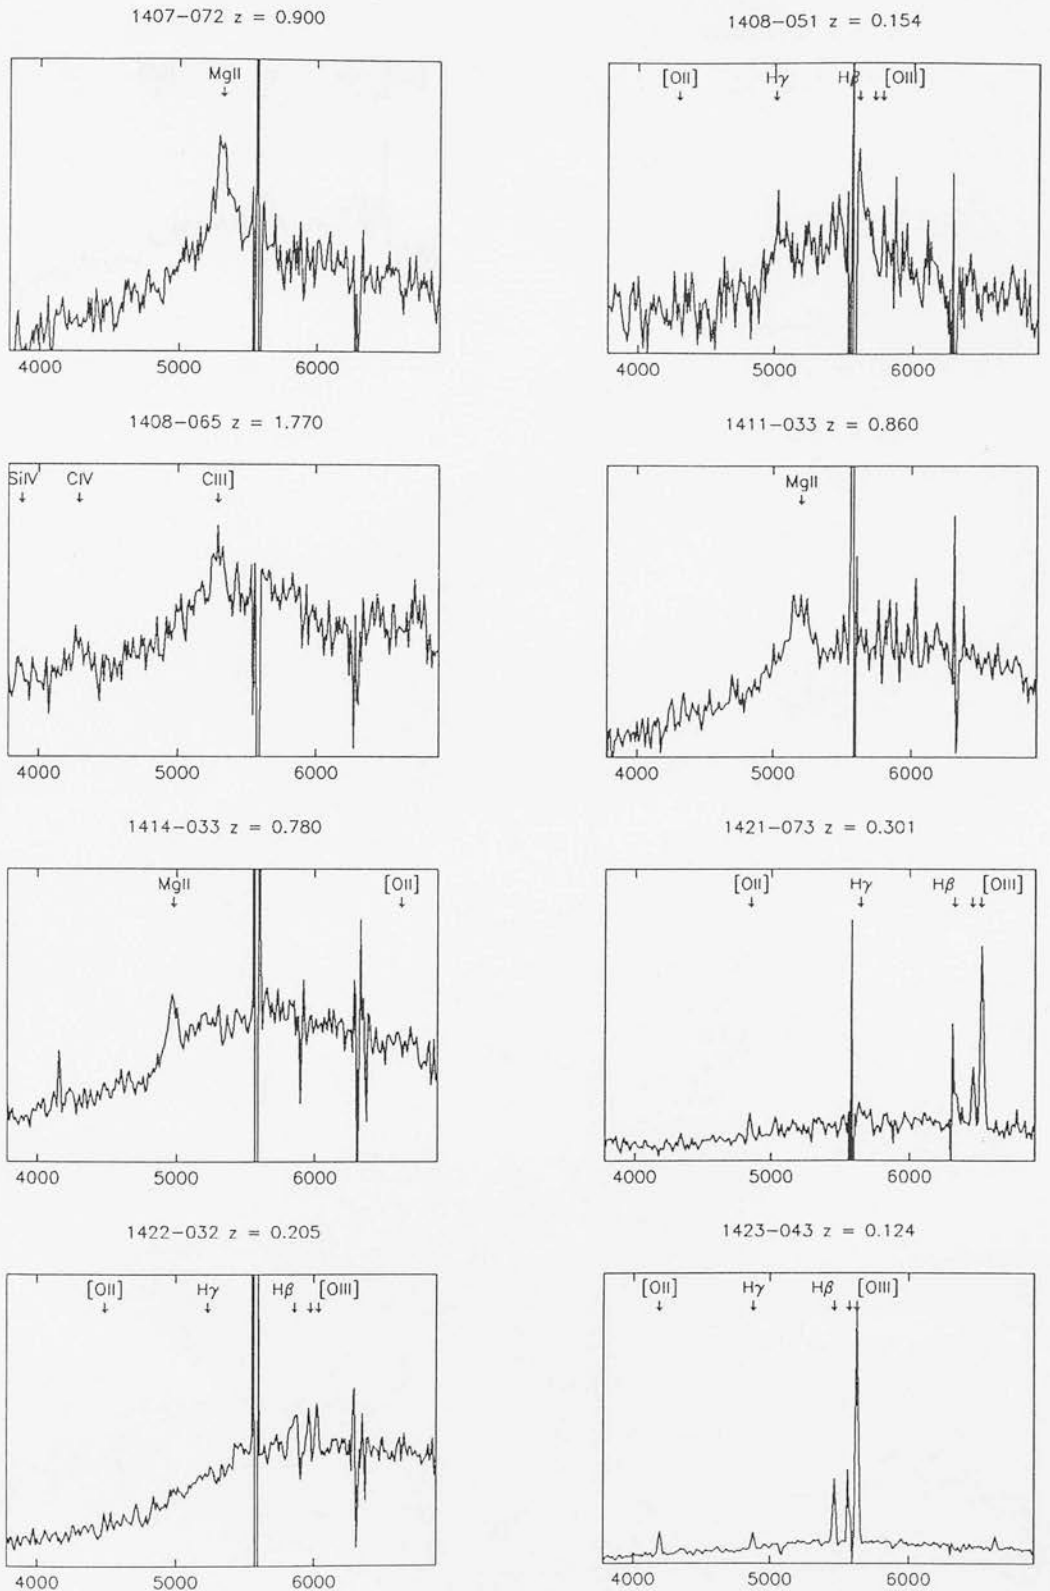 1407-072 z = 0.900
MgII
4000 5000 6000
1408-051 z = 0.154
[OII] Hγ Hβ [OIII]
4000 5000 6000
1408-065 z = 1.770
SiIV CIV CIII]
4000 5000 6000
1411-033 z = 0.860
MgII
4000 5000 6000
1414-033 z = 0.780
MgII [OII]
4000 5000 6000
1421-073 z = 0.301
[OII] Hγ Hβ [OIII]
4000 5000 6000
1422-032 z = 0.205
[OII] Hγ Hβ [OIII]
4000 5000 6000
1423-043 z = 0.124
[OII] Hγ Hβ [OIII]
4000 5000 6000